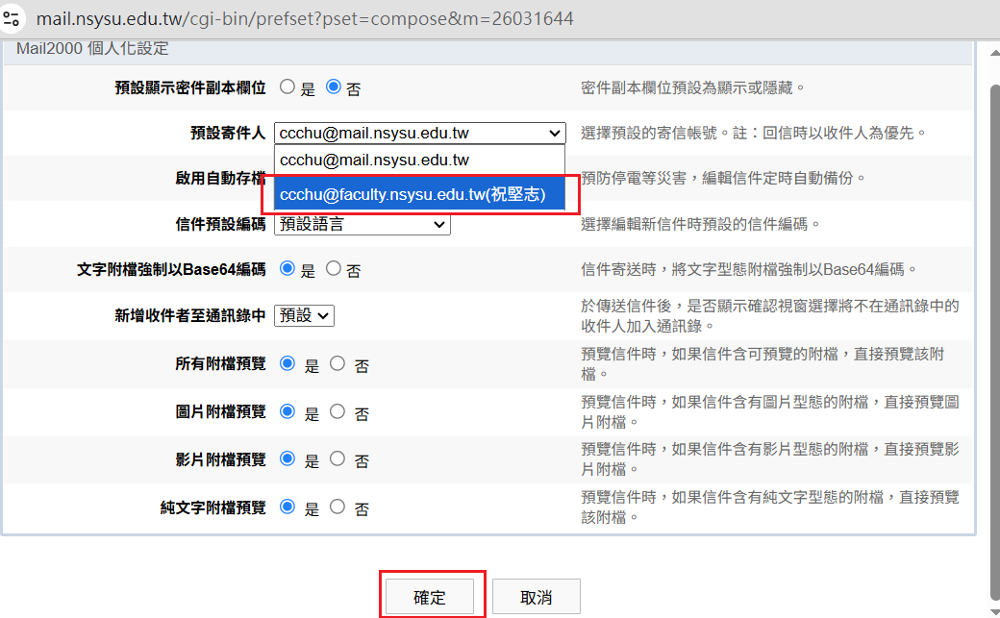 mail.nsysu.edu.tw/cgi-bin/prefset?pset=compose&m=26031644
Mail2000 個人化設定
預設顯示密件副本欄位 是 否 密件副本欄位預設為顯示或隱藏。
預設寄件人 ccchu@mail.nsysu.edu.tw 選擇預設的寄信帳號。註：回信時以收件人為優先。
ccchu@mail.nsysu.edu.tw
啟用自動存檔 預防停電等災害，編輯信件定時自動備份。
ccchu@faculty.nsysu.edu.tw(祝堅志)
信件預設編碼 預設語言 選擇編輯新信件時預設的信件編碼。
文字附檔強制以Base64編碼 是 否 信件寄送時，將文字型態附檔強制以Base64編碼。
新增收件者至通訊錄中 預設 於傳送信件後，是否顯示確認視窗選擇將不在通訊錄中的
收件人加入通訊錄。
所有附檔預覽 是 否 預覽信件時，如果信件含可預覽的附檔，直接預覽該附
檔。
圖片附檔預覽 是 否 預覽信件時，如果信件含有圖片型態的附檔，直接預覽圖
片附檔。
影片附檔預覽 是 否 預覽信件時，如果信件含有影片型態的附檔，直接預覽影
片附檔。
純文字附檔預覽 是 否 預覽信件時，如果信件含有純文字型態的附檔，直接預覽
該附檔。
確定 取消